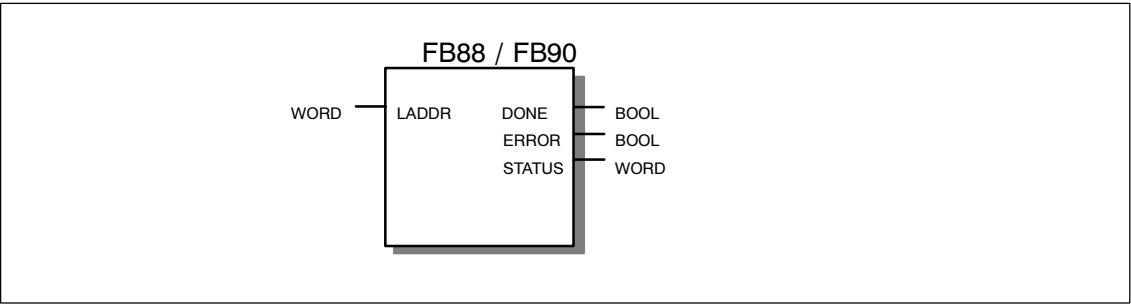 FB88 / FB90
WORD LADDR DONE BOOL
ERROR BOOL
STATUS WORD